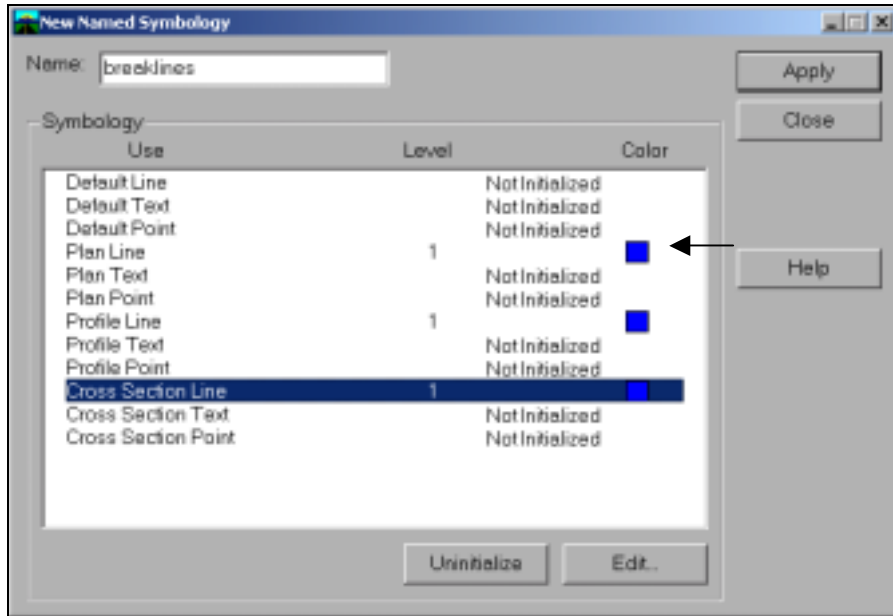 New Named Symbology
Name: breaklines
Apply
Close
Help
Symbology
Use Level Color
Default Line Not Initialized
Default Text Not Initialized
Default Point Not Initialized
Plan Line 1
Plan Text Not Initialized
Plan Point Not Initialized
Profile Line 1
Profile Text Not Initialized
Profile Point Not Initialized
Cross Section Line 1
Cross Section Text Not Initialized
Cross Section Point Not Initialized
Uninitialize Edit..